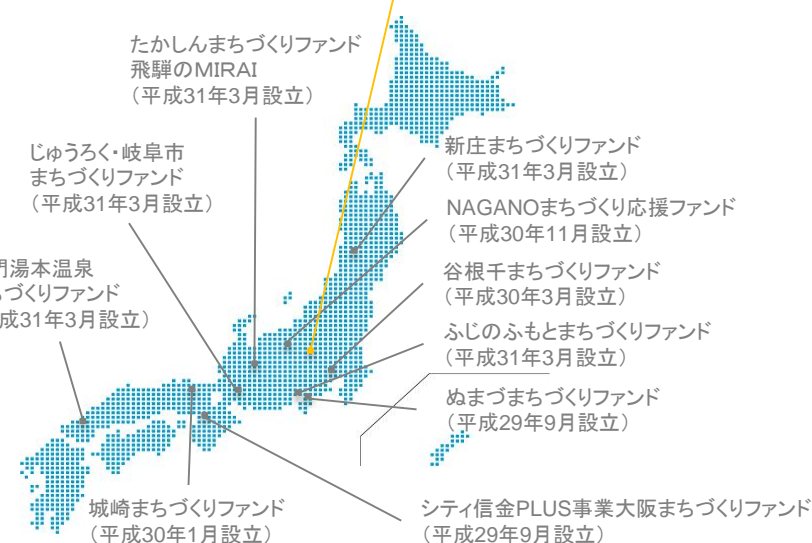 たかしんまちづくりファンド
飛騨のMIRAI
（平成31年3月設立）
じゅうろく・岐阜市
まちづくりファンド
（平成31年3月設立）
門湯本温泉
づくりファンド
成31年3月設立）
新庄まちづくりファンド
（平成31年3月設立）
NAGANOまちづくり応援ファンド
（平成30年11月設立）
谷根千まちづくりファンド
（平成30年3月設立）
ふじのふもとまちづくりファンド
（平成31年3月設立）
ぬまづまちづくりファンド
（平成29年9月設立）
城崎まちづくりファンド
（平成30年1月設立）
シティ信金PLUS事業大阪まちづくりファンド
（平成29年9月設立）